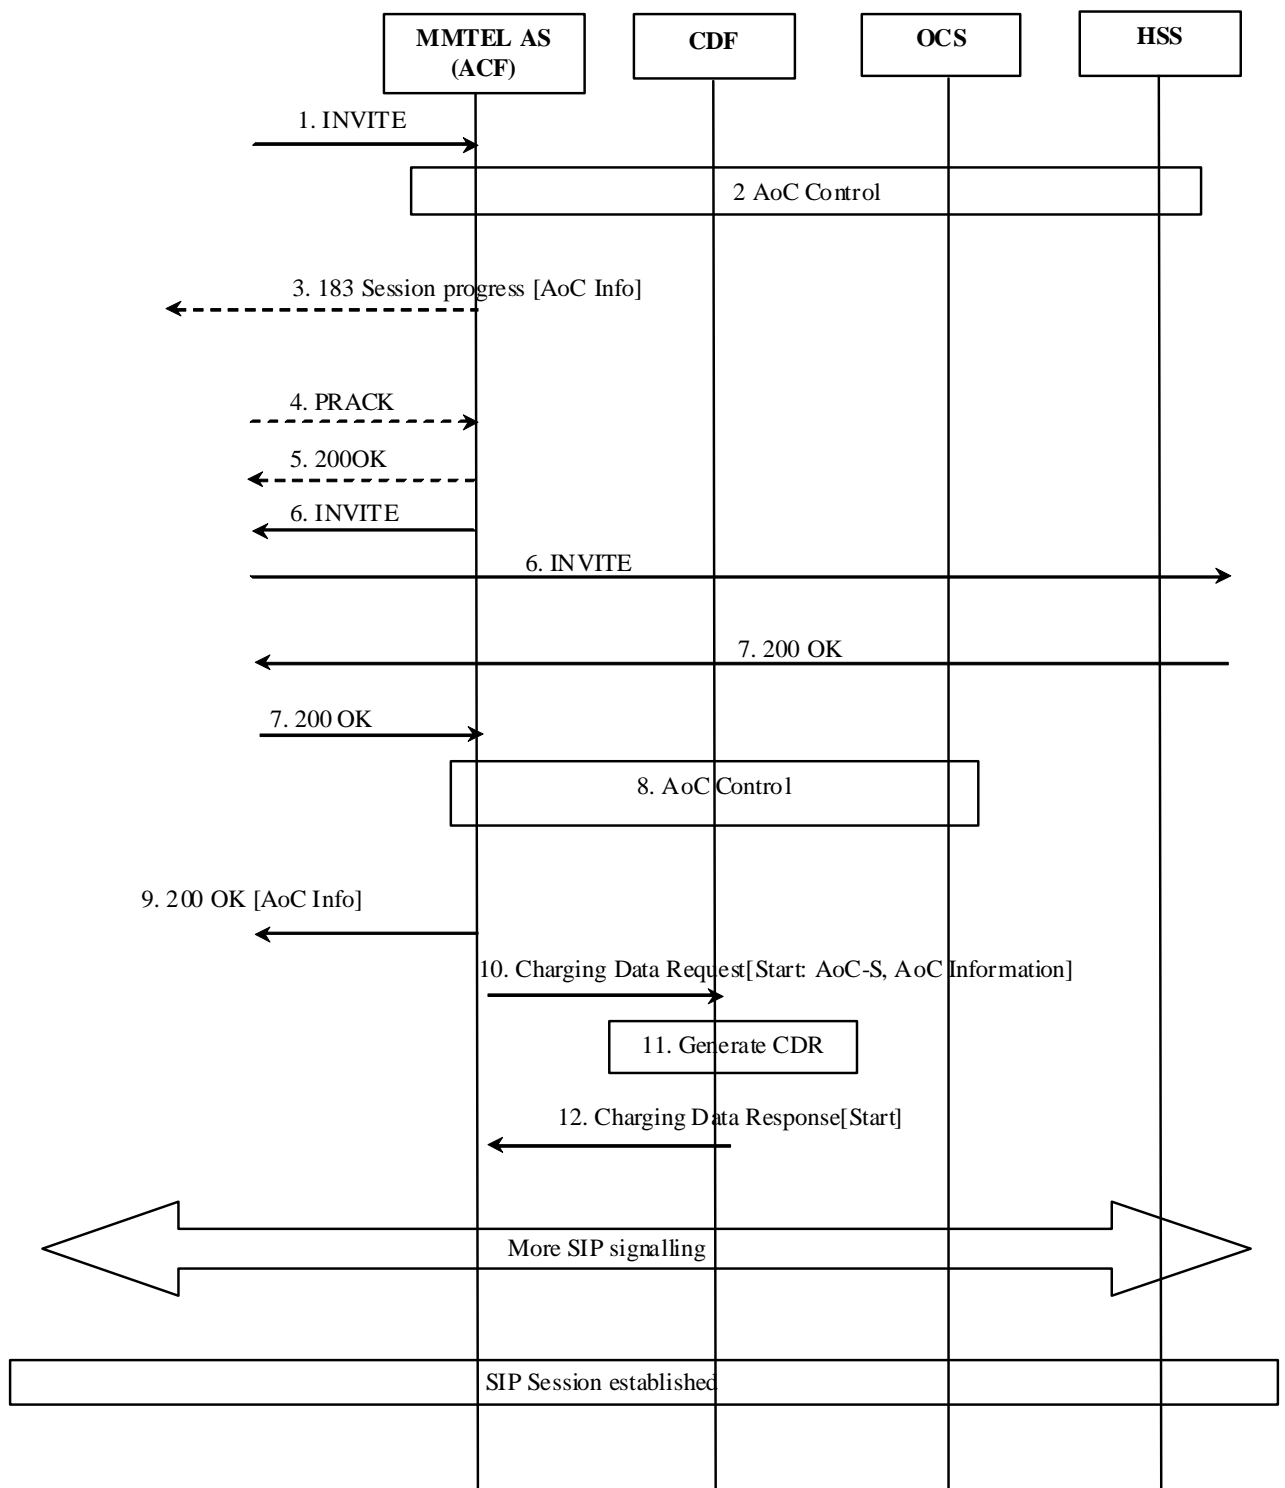 MMTEL AS
(ACF)
CDF
OCS
HSS
1. INVITE
2 AoC Control
3. 183 Session progress [AoC Info]
4. PRACK
5. 200OK
6. INVITE
6. INVITE
7. 200 OK
7. 200 OK
8. AoC Control
9. 200 OK [AoC Info]
10. Charging Data Request[Start: AoC-S, AoC Information]
11. Generate CDR
12. Charging Data Response[Start]
More SIP signalling
SIP Session established